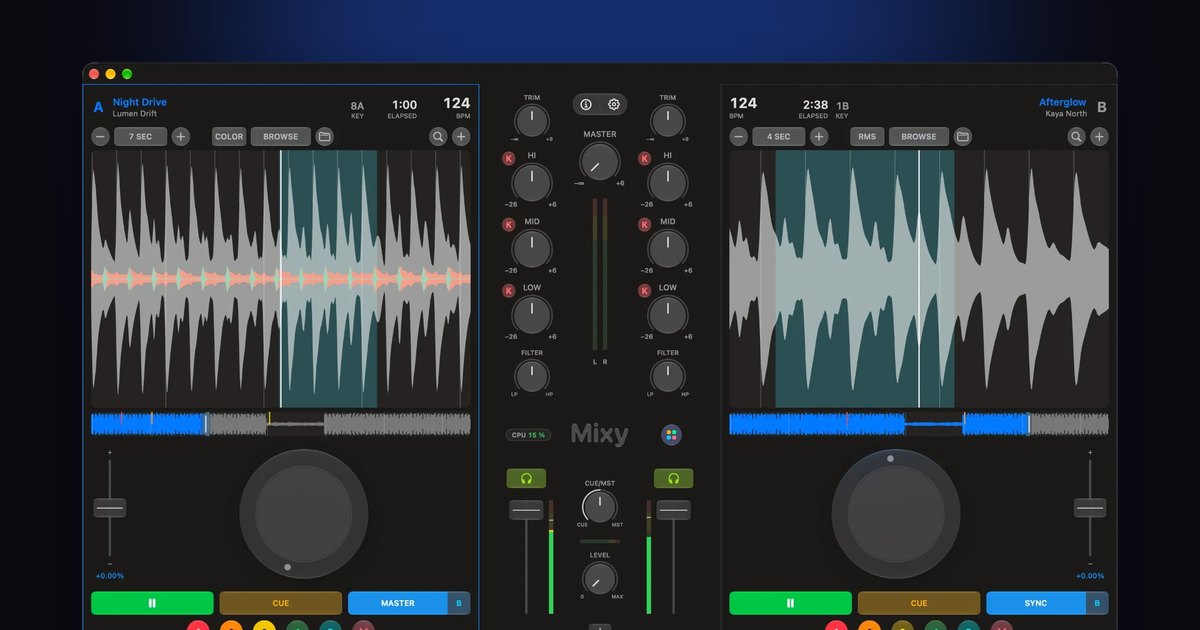 A Night Drive
Lumen Drift
8A
KEY
1:00
ELAPSED
124
BPM
7 SEC
COLOR
BROWSE
TRIM
-∞ +9
K HI
-26 +6
K MID
-26 +6
K LOW
-26 +6
FILTER
LP HP
MASTER
-∞ +6
L R
TRIM
-∞ +9
K HI
-26 +6
K MID
-26 +6
K LOW
-26 +6
FILTER
LP HP
124
BPM
2:38
ELAPSED
1B
KEY
Afterglow B
Kaya North
4 SEC
RMS
BROWSE
CPU 15 %
Mixy
CUE/MST
CUE MST
LEVEL
0 MAX
+
−
+0.00%
CUE
MASTER
B
+
−
+0.00%
CUE
SYNC
B